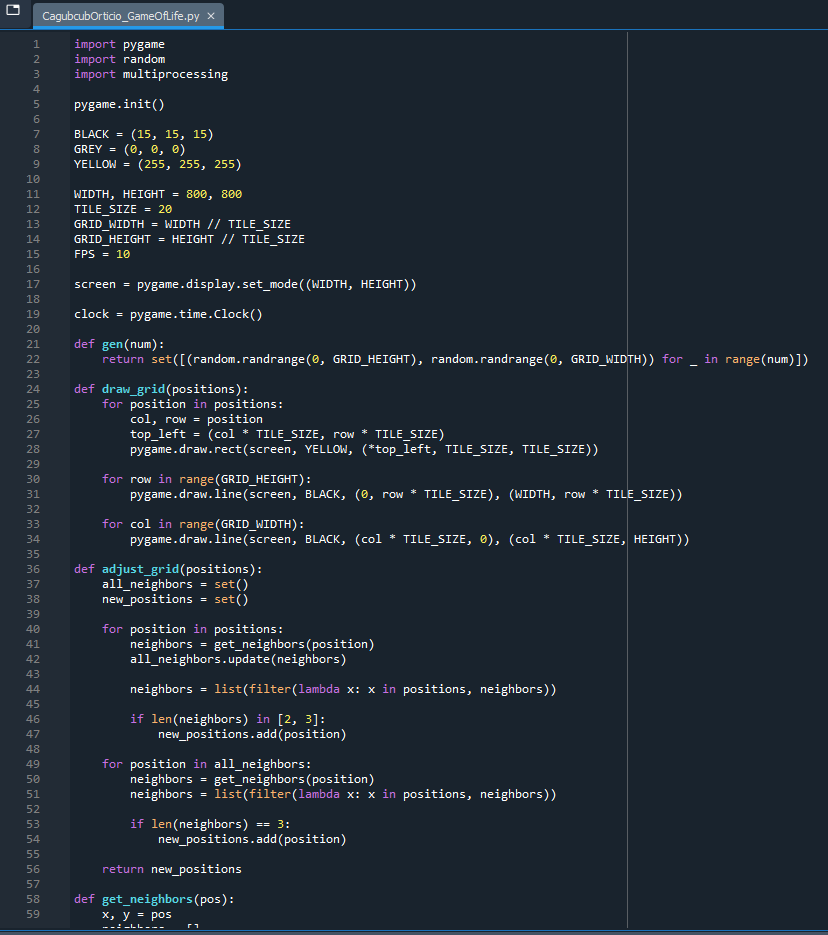 CagubcubOrticio_GameOfLife.py ×
1 import pygame
2 import random
3 import multiprocessing
4
5 pygame.init()
6
7 BLACK = (15, 15, 15)
8 GREY = (0, 0, 0)
9 YELLOW = (255, 255, 255)
10
11 WIDTH, HEIGHT = 800, 800
12 TILE_SIZE = 20
13 GRID_WIDTH = WIDTH // TILE_SIZE
14 GRID_HEIGHT = HEIGHT // TILE_SIZE
15 FPS = 10
16
17 screen = pygame.display.set_mode((WIDTH, HEIGHT))
18
19 clock = pygame.time.Clock()
20
21 def gen(num):
22     return set([(random.randrange(0, GRID_HEIGHT), random.randrange(0, GRID_WIDTH)) for _ in range(num)])
23
24 def draw_grid(positions):
25     for position in positions:
26         col, row = position
27         top_left = (col * TILE_SIZE, row * TILE_SIZE)
28         pygame.draw.rect(screen, YELLOW, (*top_left, TILE_SIZE, TILE_SIZE))
29
30     for row in range(GRID_HEIGHT):
31         pygame.draw.line(screen, BLACK, (0, row * TILE_SIZE), (WIDTH, row * TILE_SIZE))
32
33     for col in range(GRID_WIDTH):
34         pygame.draw.line(screen, BLACK, (col * TILE_SIZE, 0), (col * TILE_SIZE, HEIGHT))
35
36 def adjust_grid(positions):
37     all_neighbors = set()
38     new_positions = set()
39
40     for position in positions:
41         neighbors = get_neighbors(position)
42         all_neighbors.update(neighbors)
43
44         neighbors = list(filter(lambda x: x in positions, neighbors))
45
46         if len(neighbors) in [2, 3]:
47             new_positions.add(position)
48
49     for position in all_neighbors:
50         neighbors = get_neighbors(position)
51         neighbors = list(filter(lambda x: x in positions, neighbors))
52
53         if len(neighbors) == 3:
54             new_positions.add(position)
55
56     return new_positions
57
58 def get_neighbors(pos):
59     x, y = pos